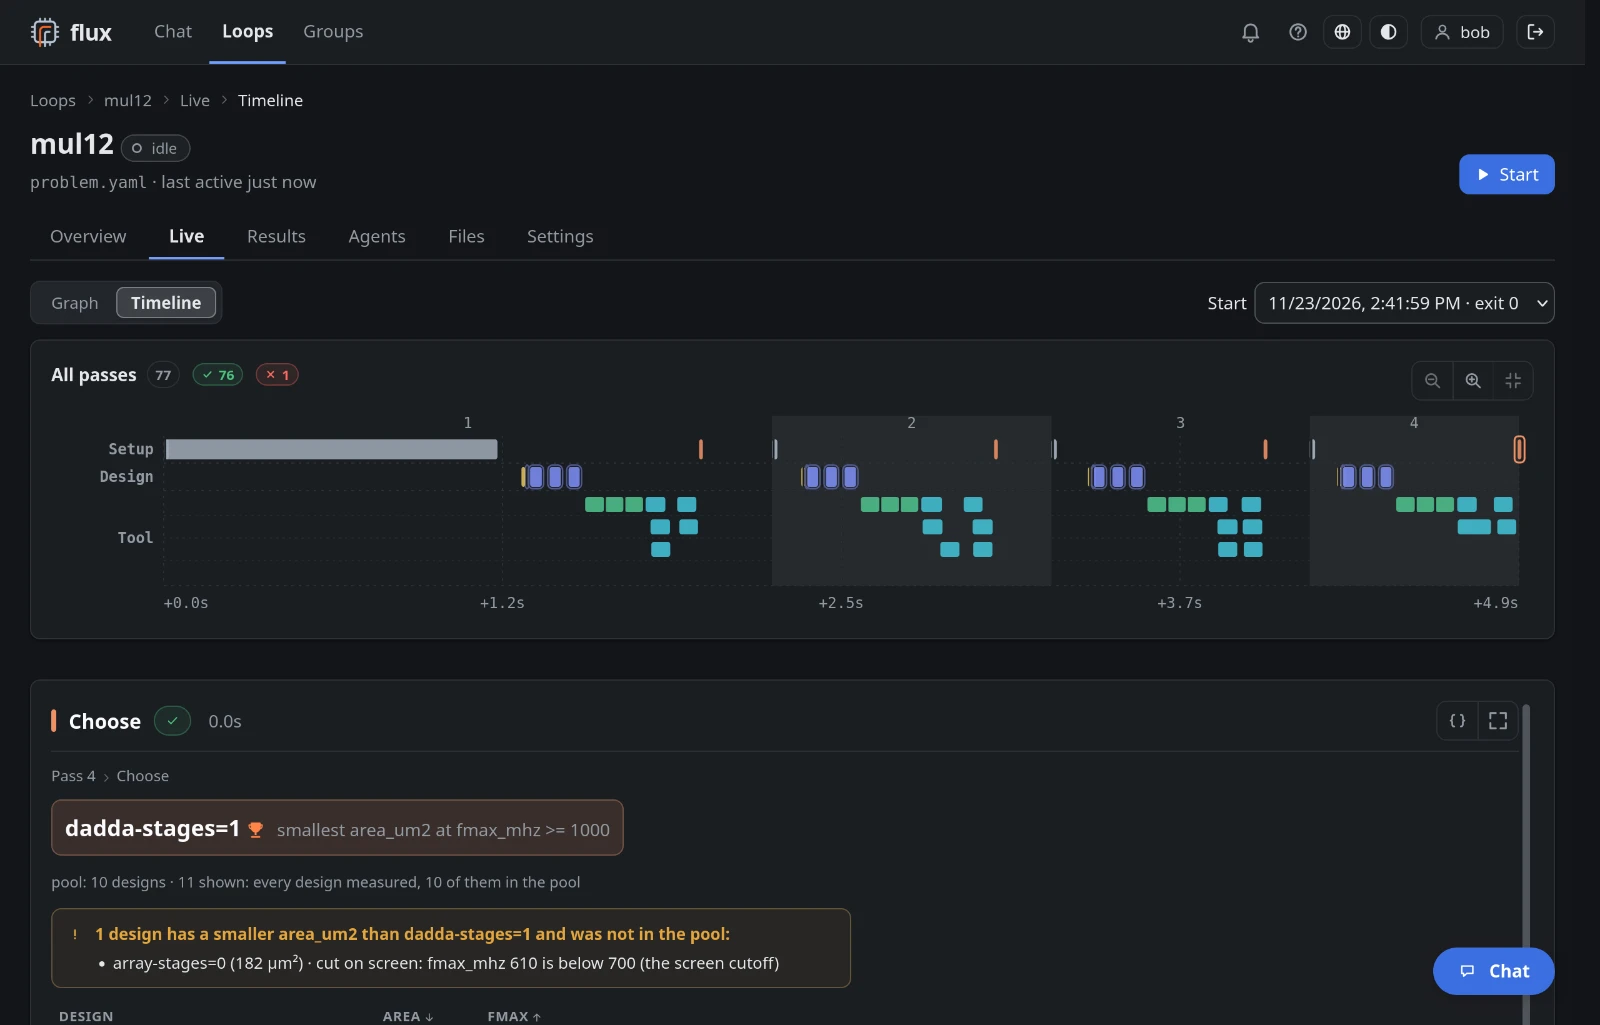 flux Chat Loops Groups bob
Loops > mul12 > Live > Timeline
mul12 idle
problem.yaml · last active just now
Start
Overview Live Results Agents Files Settings
Graph Timeline
Start 11/23/2026, 2:41:59 PM · exit 0
All passes 77 ✓ 76 × 1
1 2 3 4
Setup
Design
Tool
+0.0s +1.2s +2.5s +3.7s +4.9s
Choose ✓ 0.0s {}
Pass 4 > Choose
dadda-stages=1 smallest area_um2 at fmax_mhz >= 1000
pool: 10 designs · 11 shown: every design measured, 10 of them in the pool
! 1 design has a smaller area_um2 than dadda-stages=1 and was not in the pool:
• array-stages=0 (182 µm²) · cut on screen: fmax_mhz 610 is below 700 (the screen cutoff)
Chat
DESIGN AREA ↓ FMAX ↑